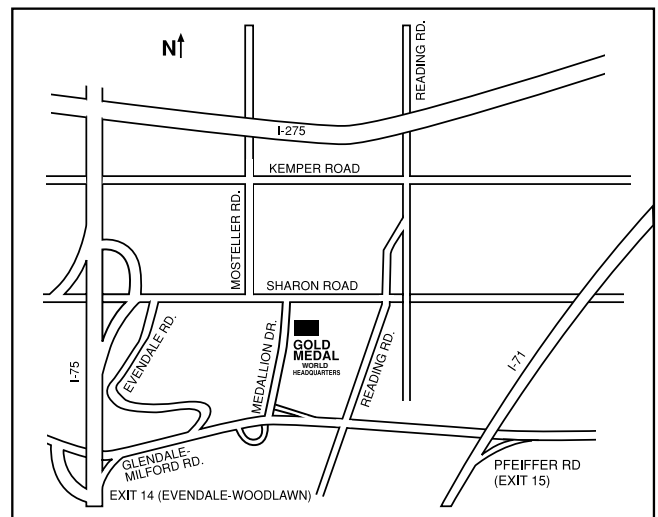 N
READING RD.
I-275
KEMPER ROAD
MOSTELLER RD.
SHARON ROAD
EVENDALE RD.
MEDALLION DR.
GOLD
MEDAL
WORLD
HEADQUARTERS
READING RD.
I-71
I-75
GLENDALE-
MILFORD RD.
PFEIFFER RD
(EXIT 15)
EXIT 14 (EVENDALE-WOODLAWN)